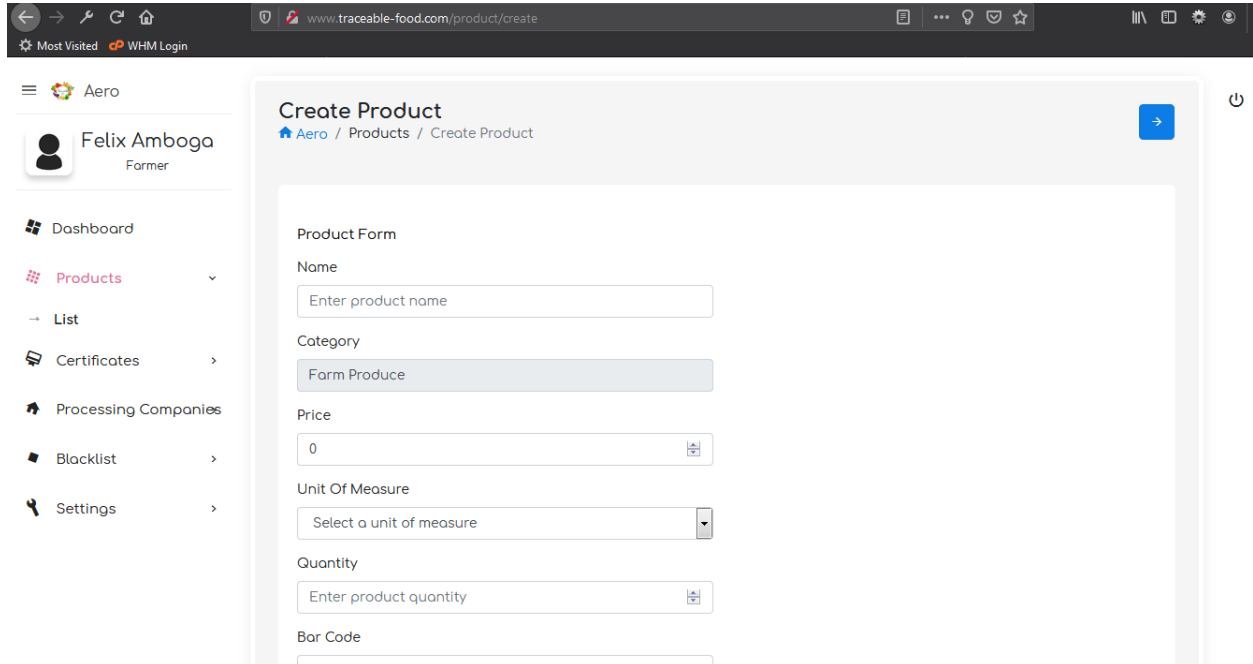 www.traceable-food.com/product/create
Most Visited
cP WHM Login
Aero
Felix Amboga
Farmer
Dashboard
Products
List
Certificates
Processing Companies
Blacklist
Settings
Create Product
Aero / Products / Create Product
Product Form
Name
Enter product name
Category
Farm Produce
Price
0
Unit Of Measure
Select a unit of measure
Quantity
Enter product quantity
Bar Code